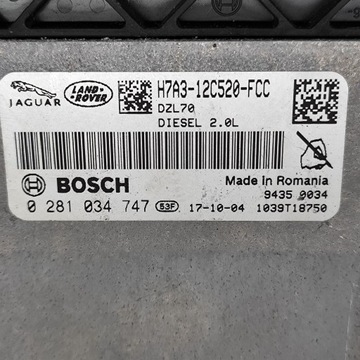 JAGUAR LAND ROVER H7A3-12C520-FCC
DZL70
DIESEL 2.0L
BOSCH Made in Romania
9435 0034
0 281 034 747 53F 17-10-04 1039T18750